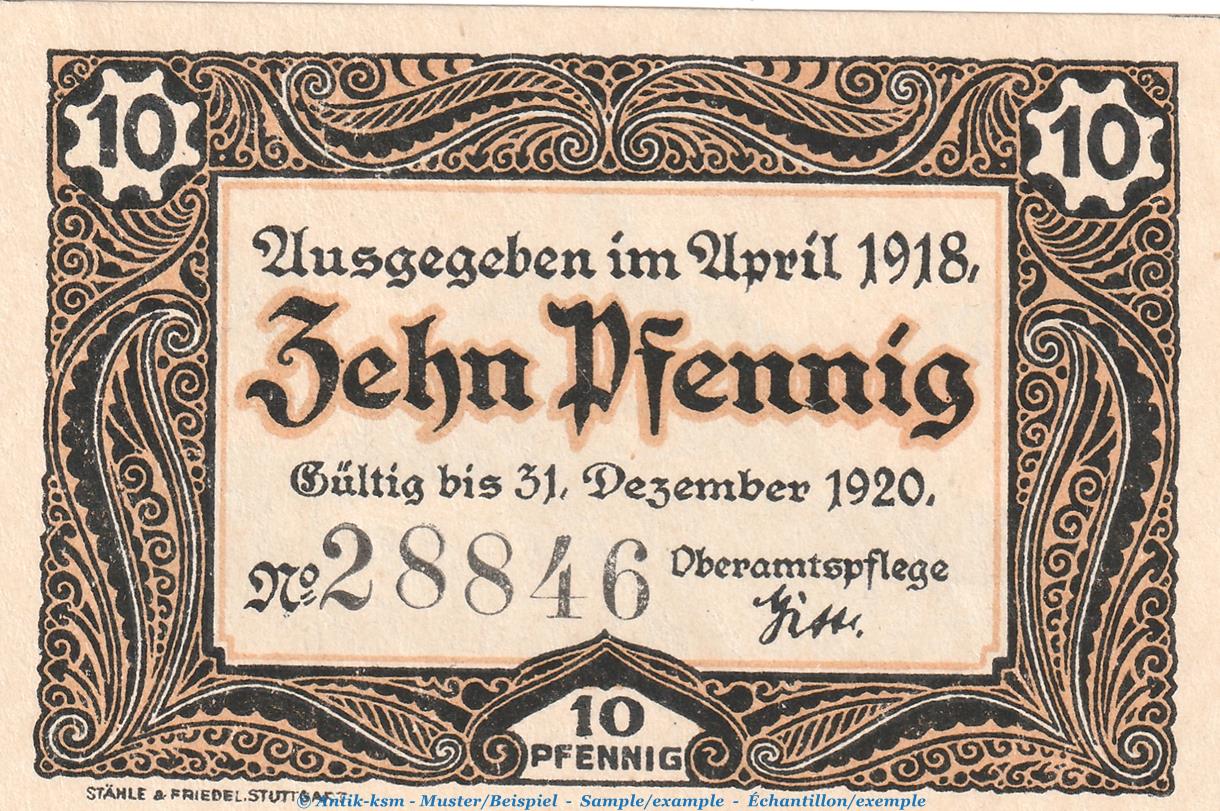 10 10
Ausgegeben im April 1918.
Zehn Pfennig
Gültig bis 31. Dezember 1920.
No. 28846 Oberamtspflege
10
PFENNIG
STÄHLE & FRIEDEL. STUTTGART
© Antik-ksm - Muster/Beispiel - Sample/example - Échantillon/exemple